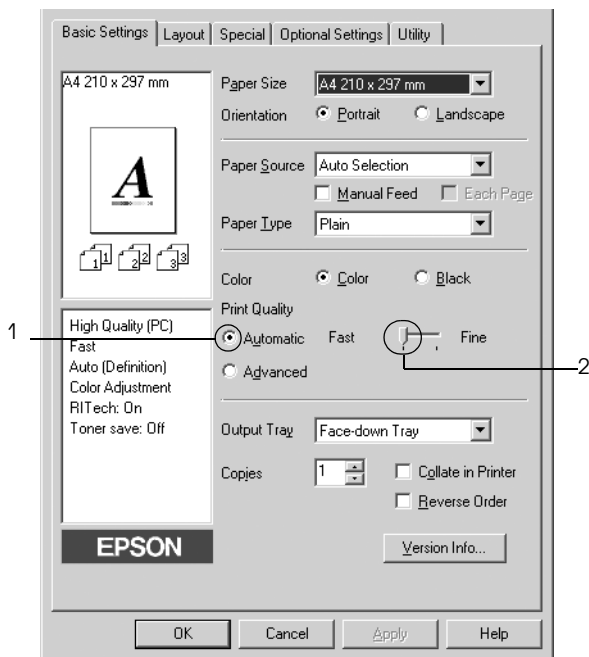 Basic Settings Layout Special Optional Settings Utility
A4 210 x 297 mm
A
1 1 2 2 3 3
High Quality (PC)
Fast
Auto (Definition)
Color Adjustment
RITech: On
Toner save: Off
EPSON
Paper Size A4 210 x 297 mm
Orientation Portrait Landscape
Paper Source Auto Selection
Manual Feed Each Page
Paper Type Plain
Color Color Black
Print Quality
1 Automatic Fast Fine
2
Advanced
Output Tray Face-down Tray
Copies 1 Collate in Printer
Reverse Order
Version Info...
OK Cancel Apply Help